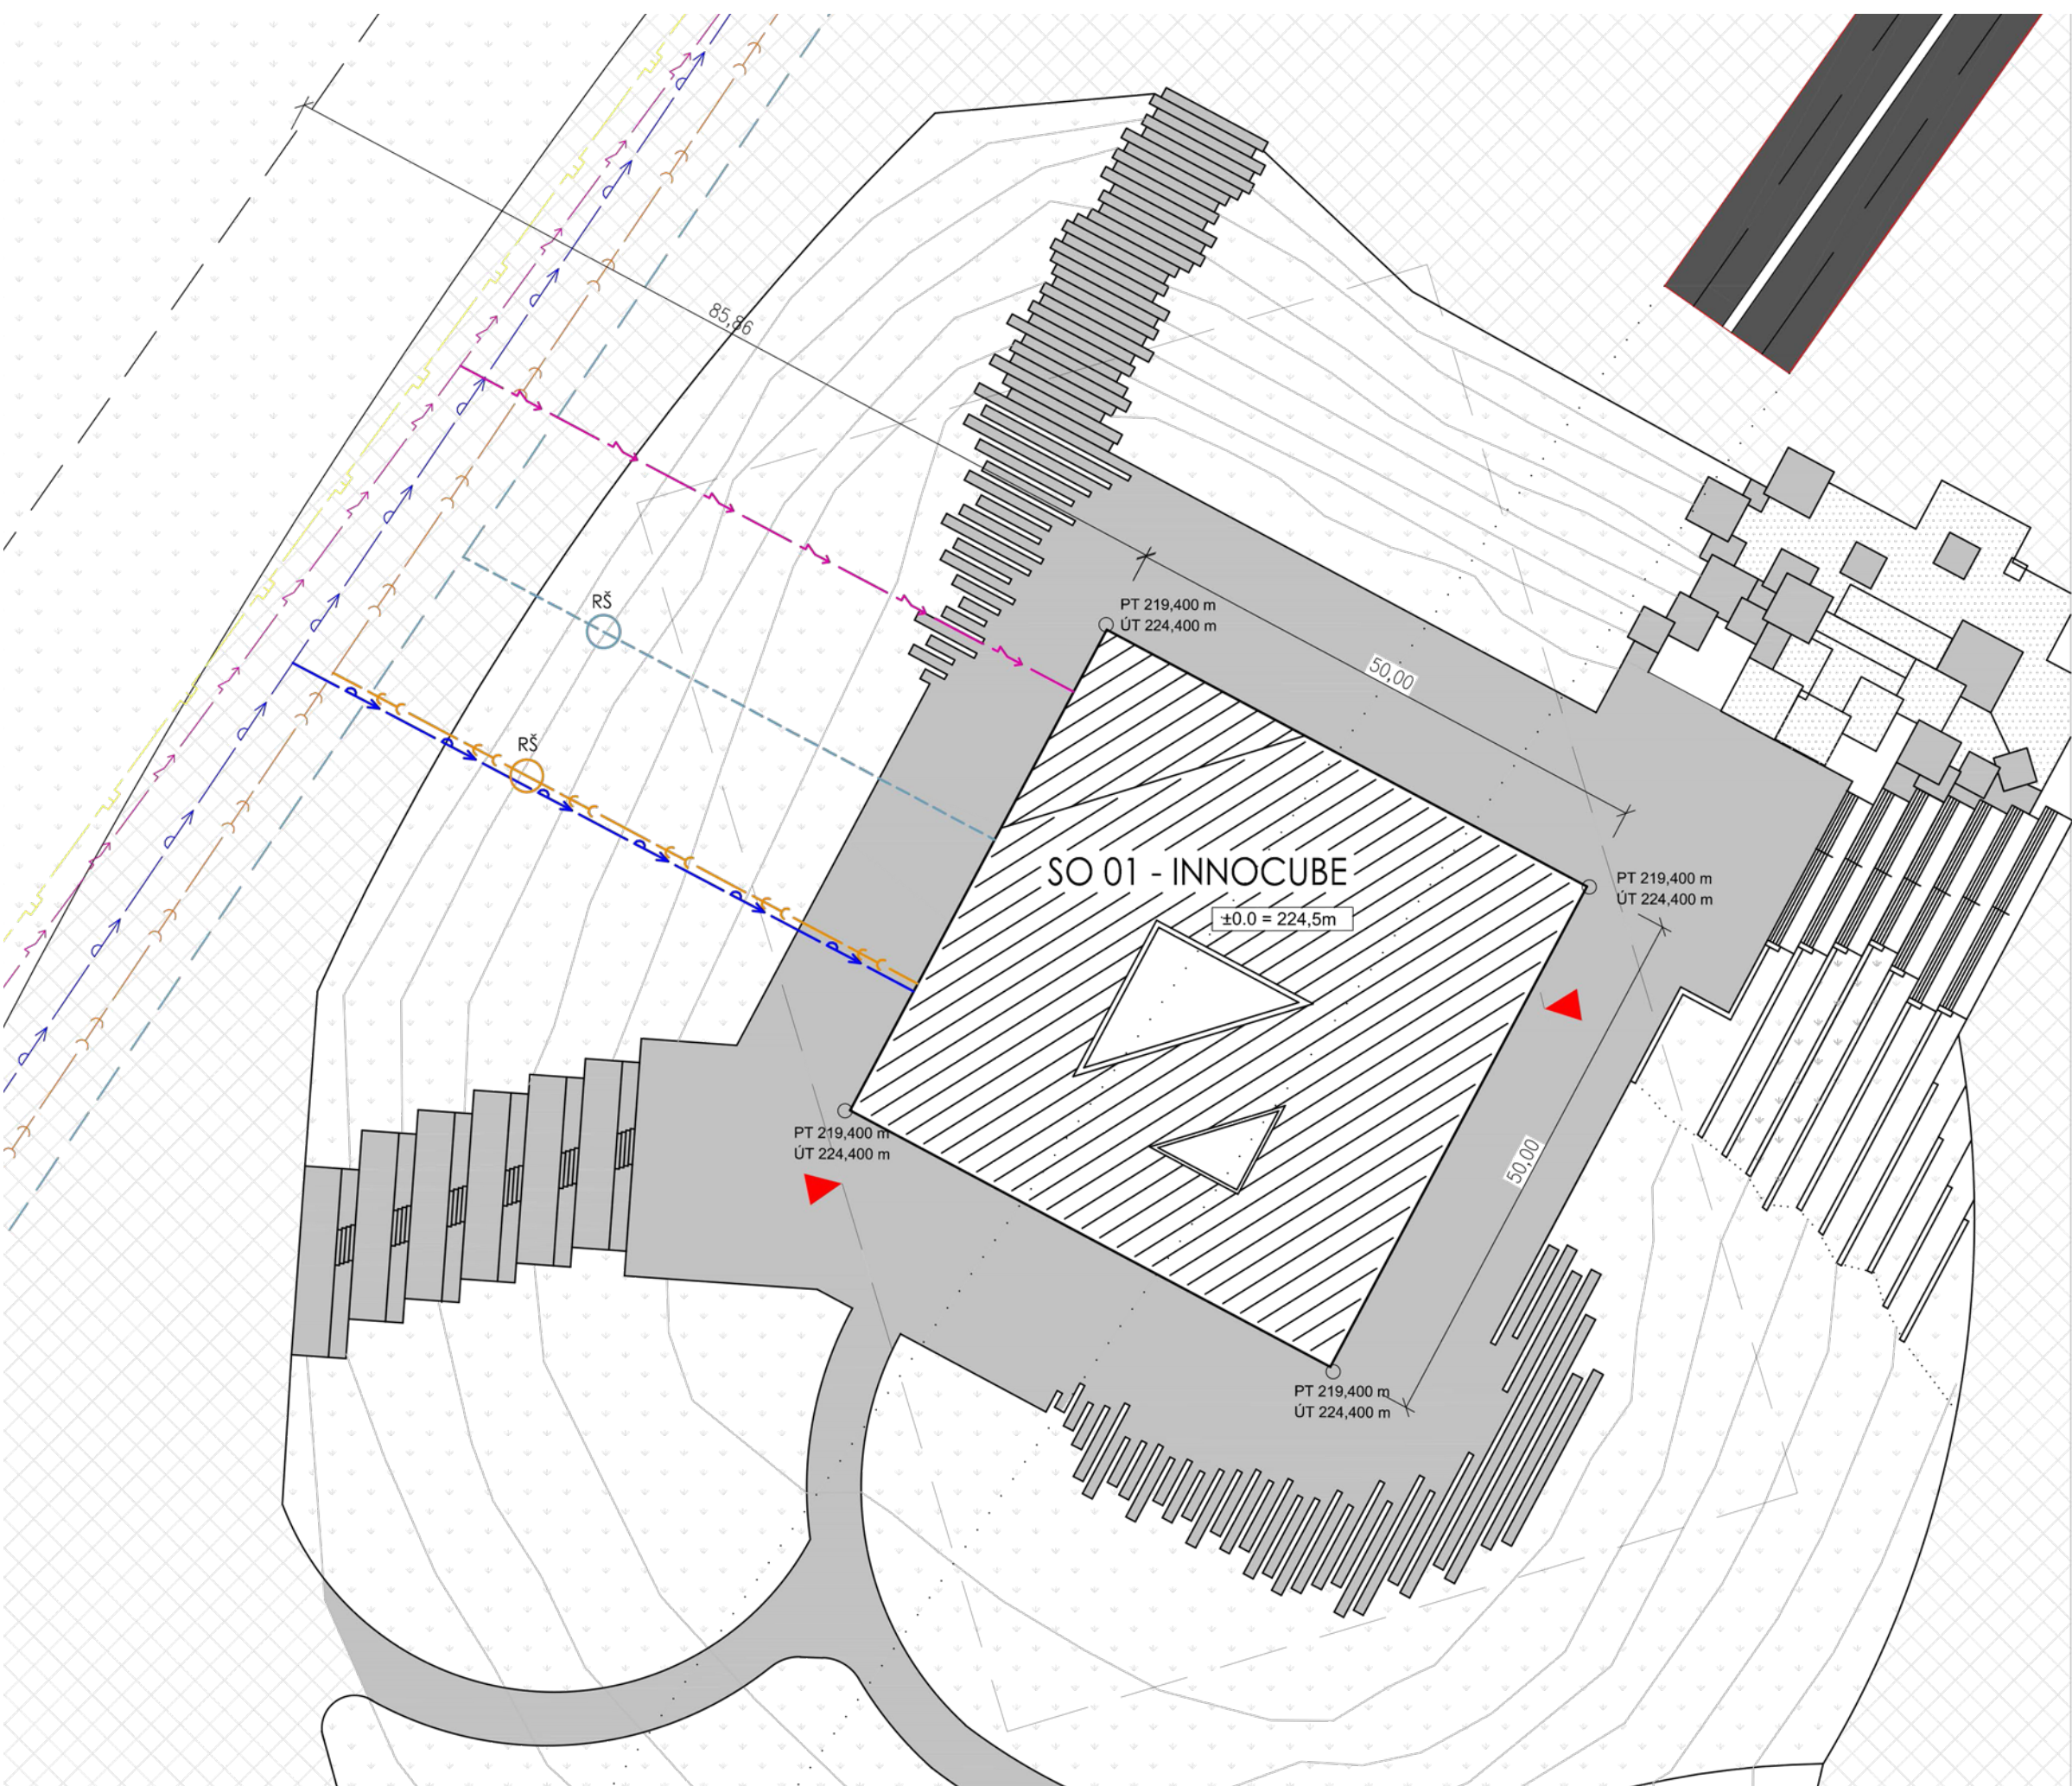 85,86
PT 219,400 m
ÚT 224,400 m
RŠ
50,00
RŠ
SO 01 - INNOCUBE
±0.0 = 224,5m
PT 219,400 m
ÚT 224,400 m
PT 219,400 m
ÚT 224,400 m
50,00
PT 219,400 m
ÚT 224,400 m